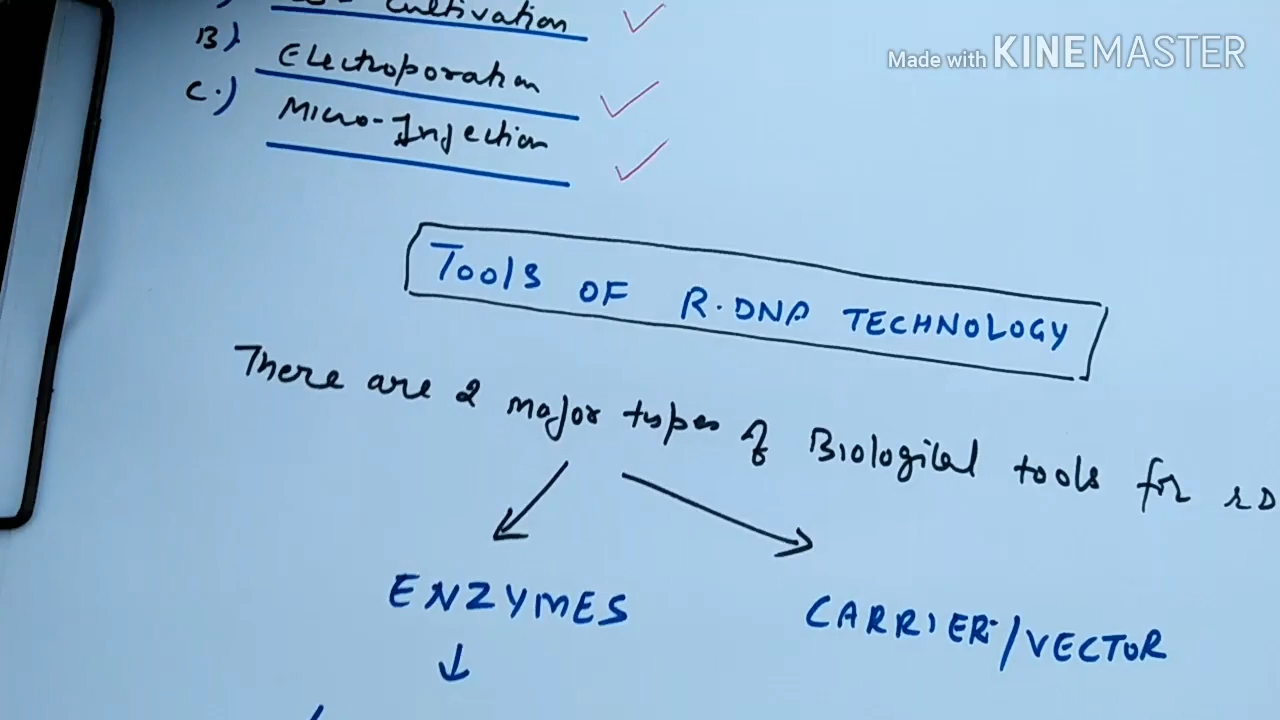 Cultivation
Made with KINEMASTER
B) Electroporation
C.) Micro-Injection
Tools OF R.DNA TECHNOLOGY
There are 2 major types of Biological tools for rD
ENZYMES
CARRIER/VECTOR